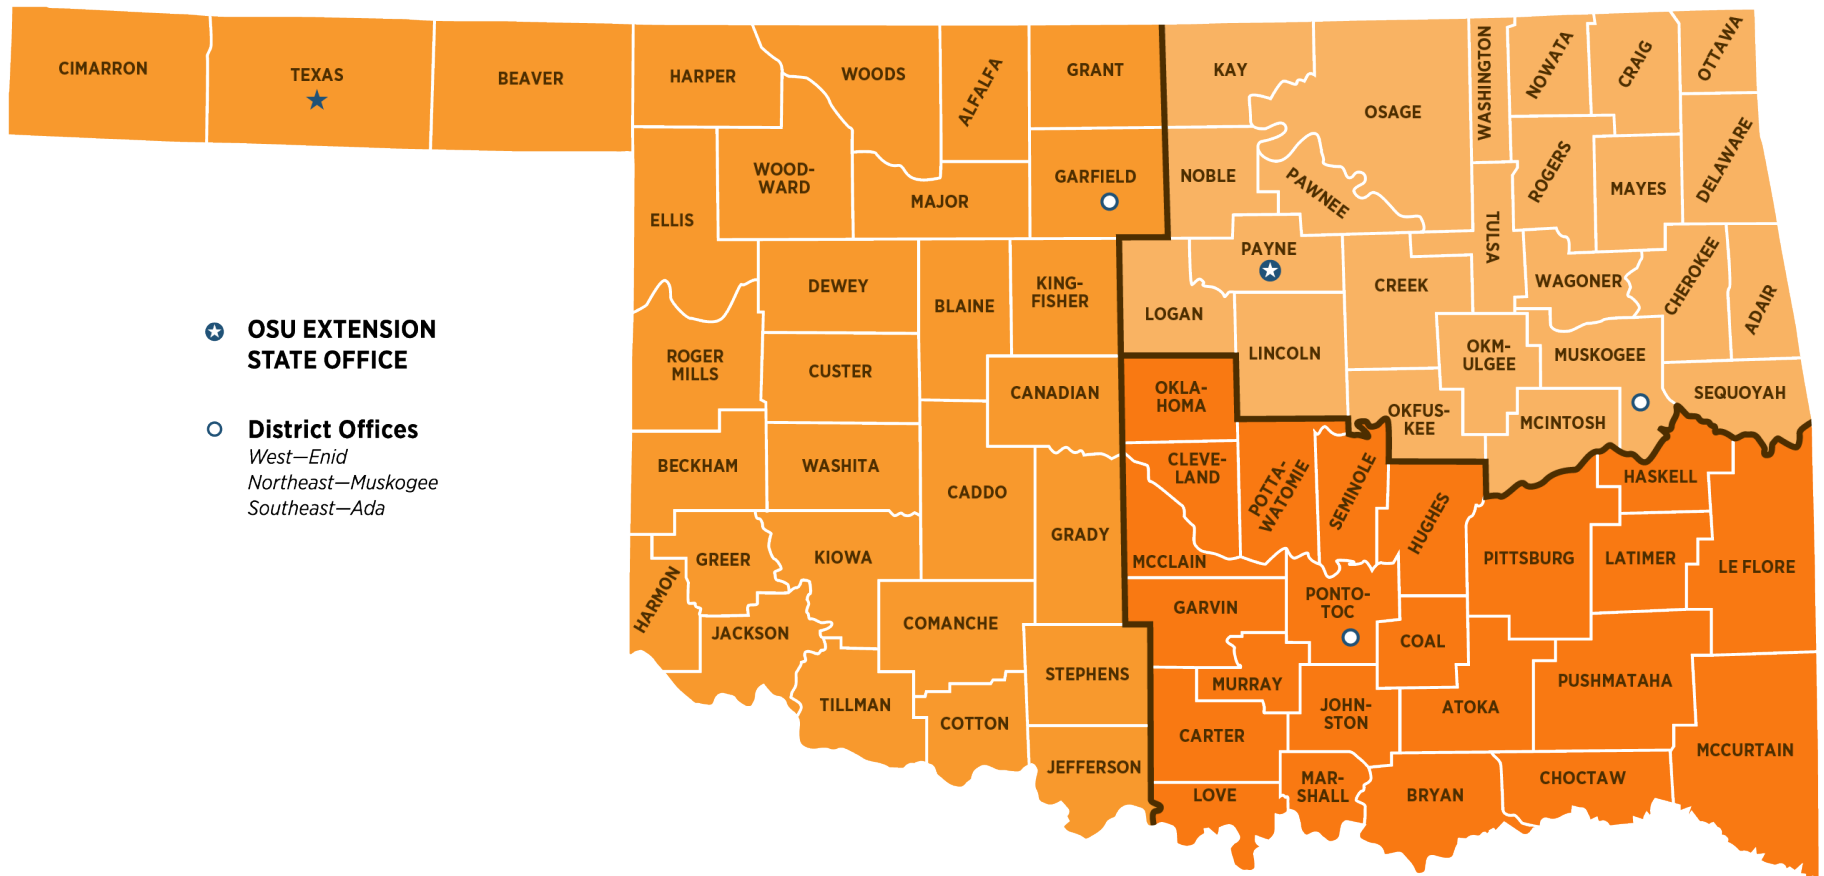 CIMARRON
TEXAS
BEAVER
HARPER
WOODS
ALFALFA
GRANT
KAY
OSAGE
WASHINGTON
NOWATA
CRAIG
OTTAWA
ELLIS
WOOD-
WARD
MAJOR
GARFIELD
NOBLE
PAWNEE
ROGERS
MAYES
DELAWARE
TULSA
PAYNE
DEWEY
BLAINE
KING-
FISHER
LOGAN
CREEK
WAGONER
CHEROKEE
ADAIR
OSU EXTENSION
STATE OFFICE
ROGER
MILLS
CUSTER
CANADIAN
OKLA-
HOMA
LINCOLN
OKM-
ULGEE
MUSKOGEE
SEQUOYAH
OKFUS-
KEE
MCINTOSH
District Offices
West—Enid
Northeast—Muskogee
Southeast—Ada
BECKHAM
WASHITA
CADDO
GRADY
CLEVE-
LAND
POTTA-
WATOMIE
SEMINOLE
HUGHES
HASKELL
HARMON
GREER
KIOWA
MCCLAIN
PITTSBURG
LATIMER
LE FLORE
JACKSON
COMANCHE
GARVIN
PONTO-
TOC
COAL
STEPHENS
MURRAY
PUSHMATAHA
TILLMAN
COTTON
JOHN-
STON
ATOKA
CARTER
MCCURTAIN
JEFFERSON
LOVE
MAR-
SHALL
BRYAN
CHOCTAW